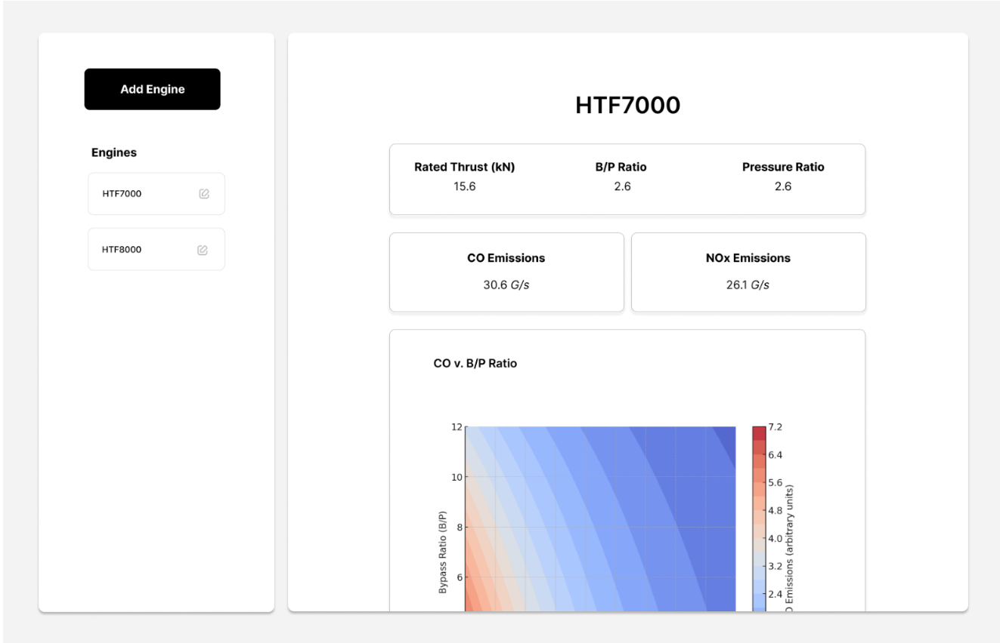 Add Engine
Engines
HTF7000
HTF8000
HTF7000
Rated Thrust (kN) B/P Ratio Pressure Ratio
15.6 2.6 2.6
CO Emissions NOx Emissions
30.6 G/s 26.1 G/s
CO v. B/P Ratio
12
10
8
6
Bypass Ratio (B/P)
7.2
6.4
5.6
4.8
4.0
3.2
2.4
Emissions (arbitrary units)